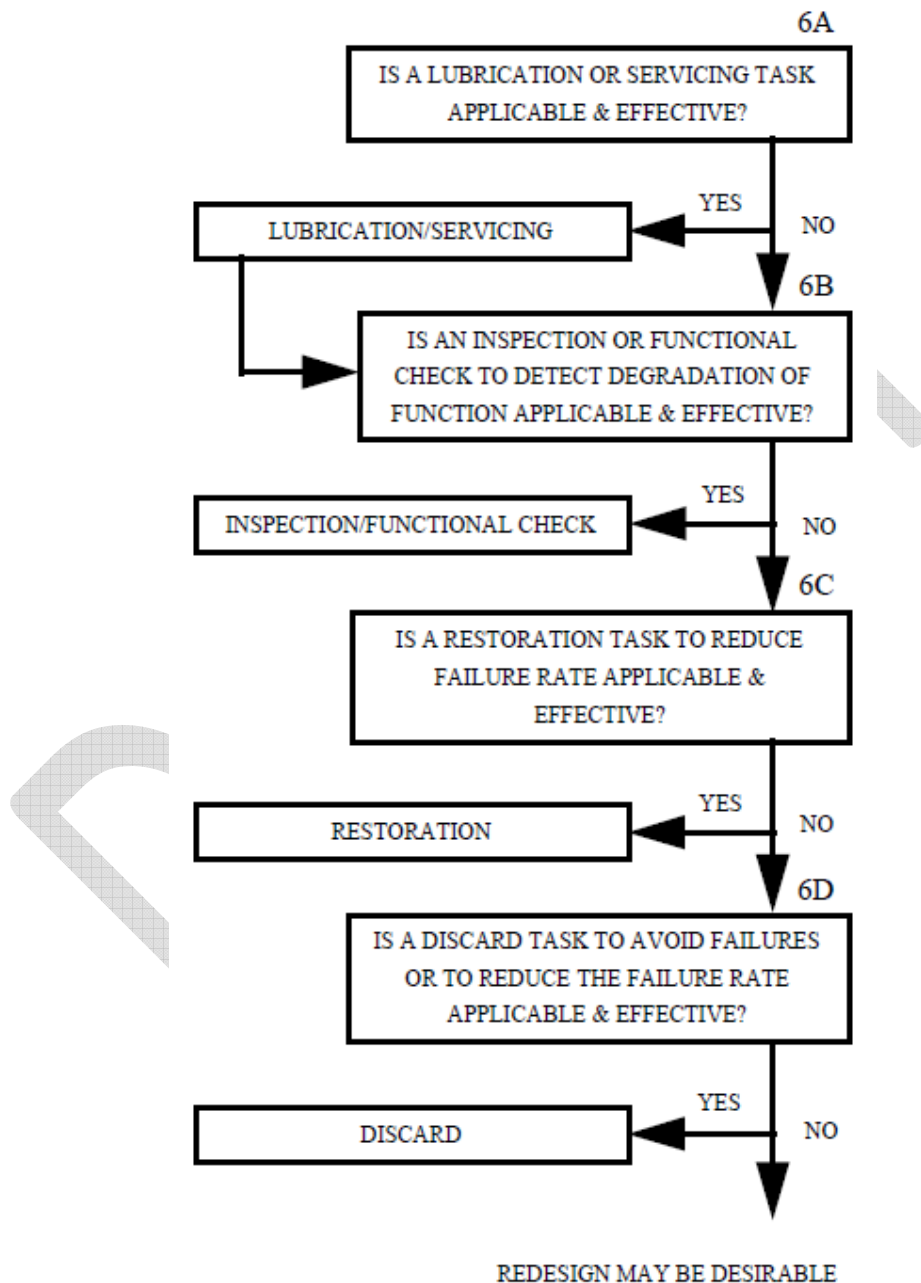 6A
IS A LUBRICATION OR SERVICING TASK
APPLICABLE & EFFECTIVE?
YES
LUBRICATION/SERVICING
NO
6B
IS AN INSPECTION OR FUNCTIONAL
CHECK TO DETECT DEGRADATION OF
FUNCTION APPLICABLE & EFFECTIVE?
YES
INSPECTION/FUNCTIONAL CHECK
NO
6C
IS A RESTORATION TASK TO REDUCE
FAILURE RATE APPLICABLE &
EFFECTIVE?
YES
RESTORATION
NO
6D
IS A DISCARD TASK TO AVOID FAILURES
OR TO REDUCE THE FAILURE RATE
APPLICABLE & EFFECTIVE?
YES
DISCARD
NO
REDESIGN MAY BE DESIRABLE